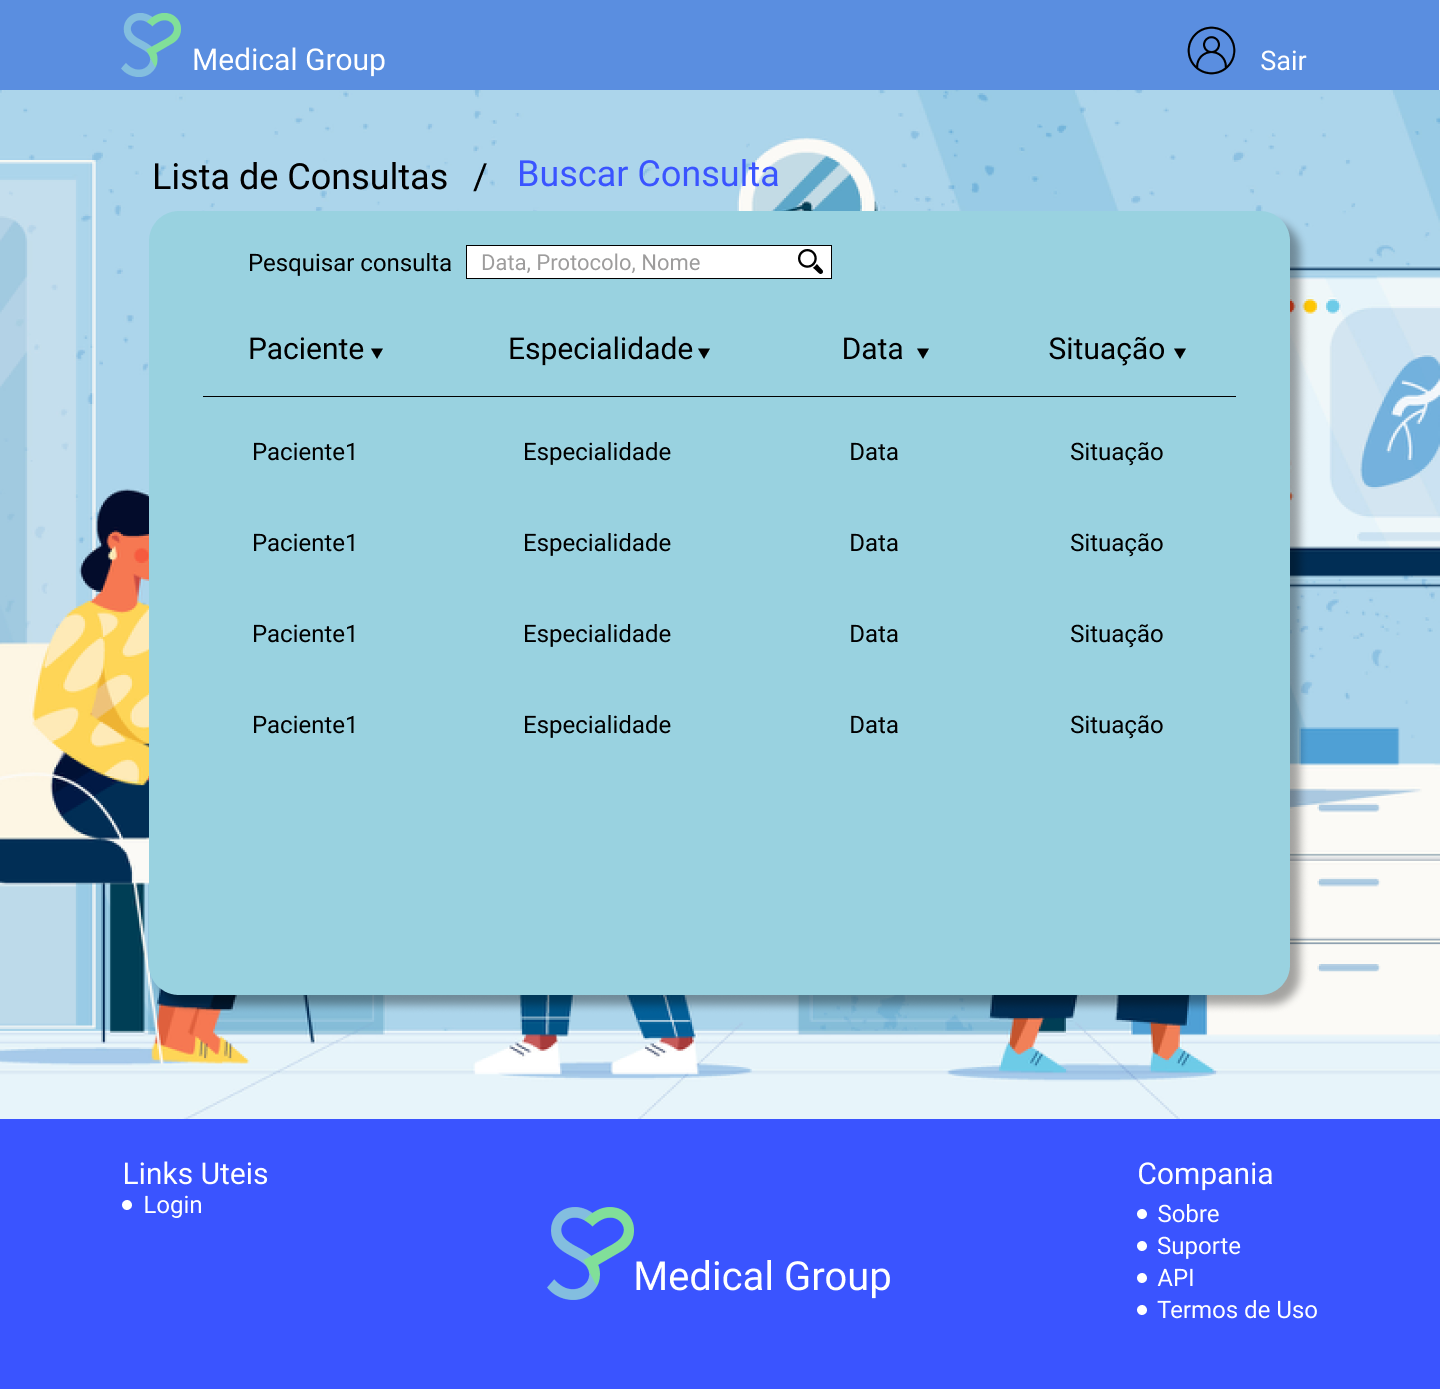 Medical Group
Sair
Lista de Consultas / Buscar Consulta
Pesquisar consulta Data, Protocolo, Nome
Paciente Especialidade Data Situação
Paciente1 Especialidade Data Situação
Paciente1 Especialidade Data Situação
Paciente1 Especialidade Data Situação
Paciente1 Especialidade Data Situação
Links Uteis
Login
Medical Group
Compania
Sobre
Suporte
API
Termos de Uso